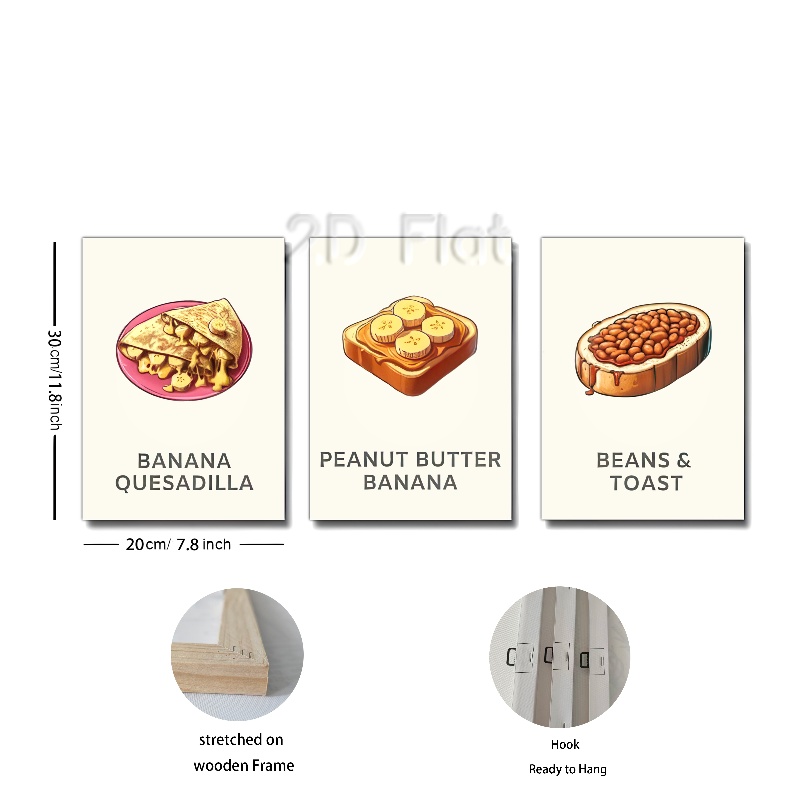 2D Flat
BANANA
QUESADILLA
PEANUT BUTTER
BANANA
BEANS &
TOAST
30cm/11.8inch
20cm/ 7.8 inch
stretched on
wooden Frame
Hook
Ready to Hang